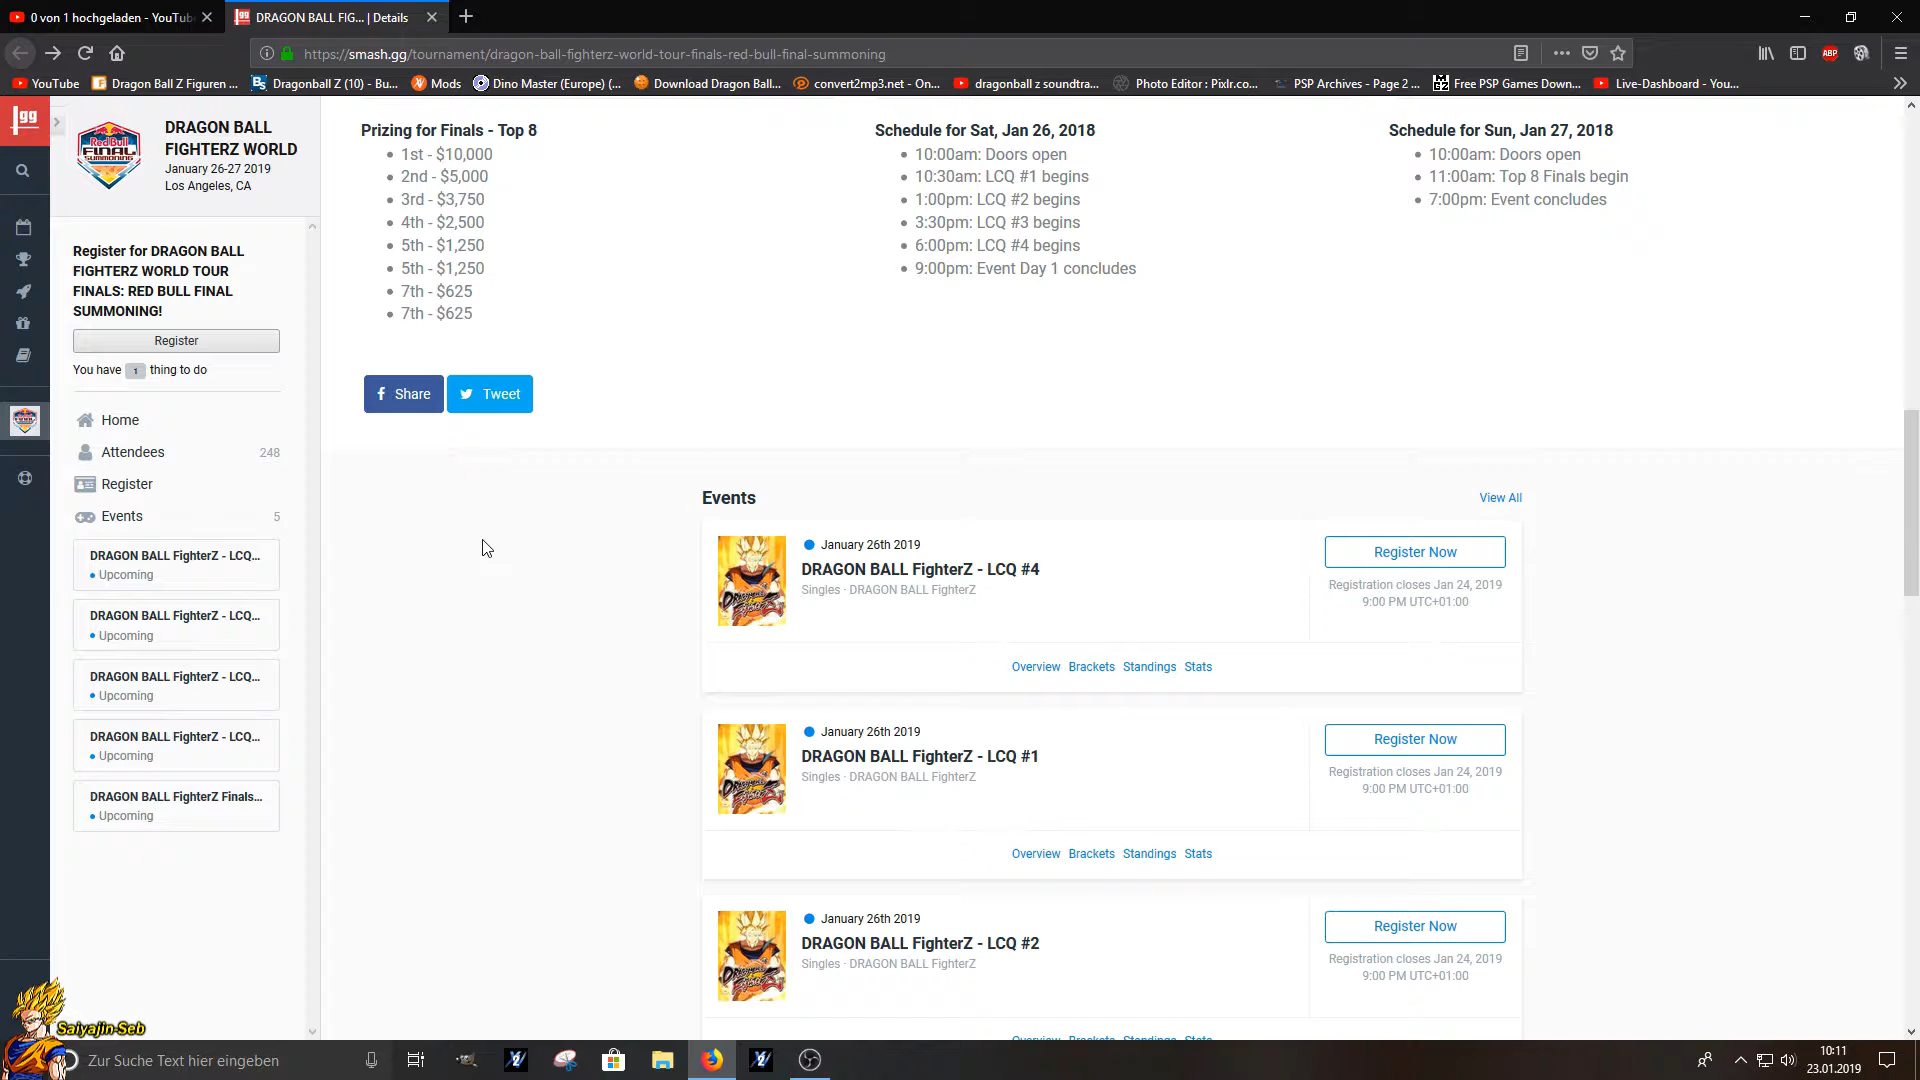 0 von 1 hochgeladen - YouTub
DRAGON BALL FIG... | Details
https://smash.gg/tournament/dragon-ball-fighterz-world-tour-finals-red-bull-final-summoning
YouTube
Dragon Ball Z Figuren ...
Dragonball Z (10) - Bu...
Mods
Dino Master (Europe) (...
Download Dragon Ball...
convert2mp3.net - On...
dragonball z soundtra...
Photo Editor : Pixlr.co...
PSP Archives - Page 2 ...
Free PSP Games Down...
Live-Dashboard - You...
ABP
gg
Red Bull
FINAL
SUMMONING
DRAGON BALL
FIGHTERZ WORLD
January 26-27 2019
Los Angeles, CA
Register for DRAGON BALL
FIGHTERZ WORLD TOUR
FINALS: RED BULL FINAL
SUMMONING!
Register
You have 1 thing to do
Home
Attendees 248
Register
Events 5
DRAGON BALL FighterZ - LCQ...
Upcoming
DRAGON BALL FighterZ - LCQ...
Upcoming
DRAGON BALL FighterZ - LCQ...
Upcoming
DRAGON BALL FighterZ - LCQ...
Upcoming
DRAGON BALL FighterZ Finals...
Upcoming
Prizing for Finals - Top 8
1st - $10,000
2nd - $5,000
3rd - $3,750
4th - $2,500
5th - $1,250
5th - $1,250
7th - $625
7th - $625
Schedule for Sat, Jan 26, 2018
10:00am: Doors open
10:30am: LCQ #1 begins
1:00pm: LCQ #2 begins
3:30pm: LCQ #3 begins
6:00pm: LCQ #4 begins
9:00pm: Event Day 1 concludes
Schedule for Sun, Jan 27, 2018
10:00am: Doors open
11:00am: Top 8 Finals begin
7:00pm: Event concludes
Share
Tweet
Events
View All
January 26th 2019
DRAGON BALL FighterZ - LCQ #4
Singles · DRAGON BALL FighterZ
Register Now
Registration closes Jan 24, 2019
9:00 PM UTC+01:00
Overview Brackets Standings Stats
January 26th 2019
DRAGON BALL FighterZ - LCQ #1
Singles · DRAGON BALL FighterZ
Register Now
Registration closes Jan 24, 2019
9:00 PM UTC+01:00
Overview Brackets Standings Stats
January 26th 2019
DRAGON BALL FighterZ - LCQ #2
Singles · DRAGON BALL FighterZ
Register Now
Registration closes Jan 24, 2019
9:00 PM UTC+01:00
Overview Brackets Standings Stats
Saiyajin-Seb
Zur Suche Text hier eingeben
10:11
23.01.2019